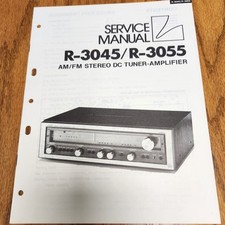 SERVICE
MANUAL
R-3045/R-3055
AM/FM STEREO DC TUNER-AMPLIFIER